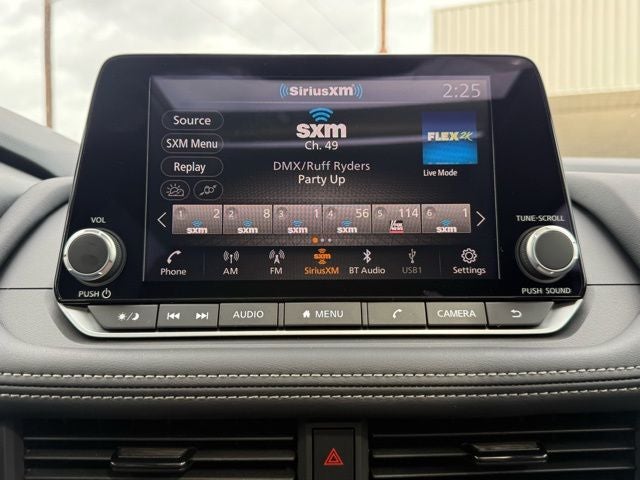 SiriusXM
2:25
Source
SXM Menu
Replay
sxm
Ch. 49
DMX/Ruff Ryders
Party Up
FLEX2K
Live Mode
1 2 sxm
2 8 sxm
3 1 sxm
4 56 sxm
5 114
6 1 sxm
Phone
AM
FM
SiriusXM
BT Audio
USB1
Settings
VOL
PUSH
TUNE·SCROLL
PUSH SOUND
AUDIO
MENU
CAMERA